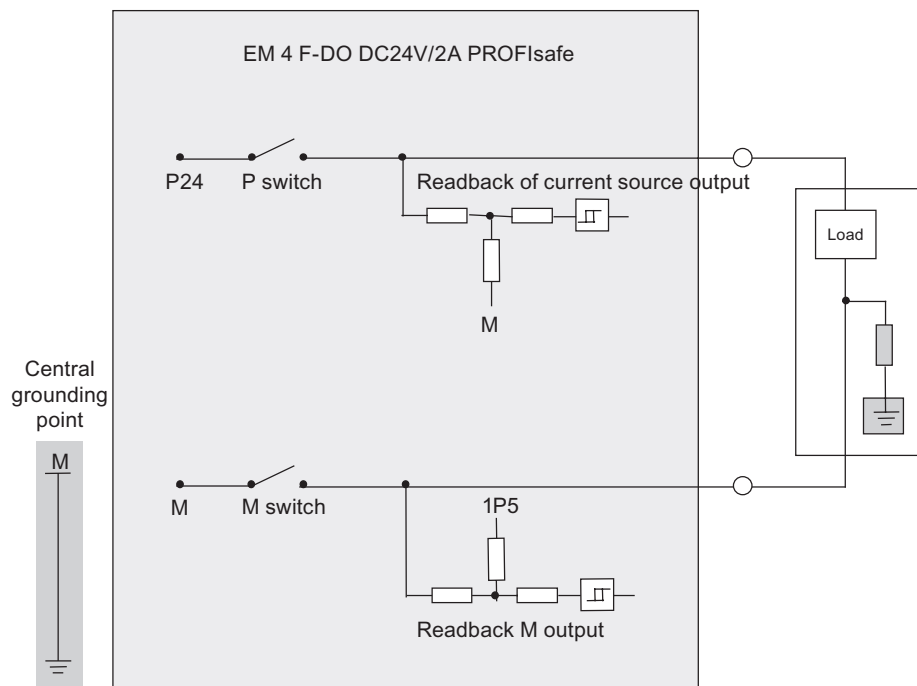 EM 4 F-DO DC24V/2A PROFIsafe
P24
P switch
Readback of current source output
Load
M
Central
grounding
point
M
M
M switch
1P5
Readback M output